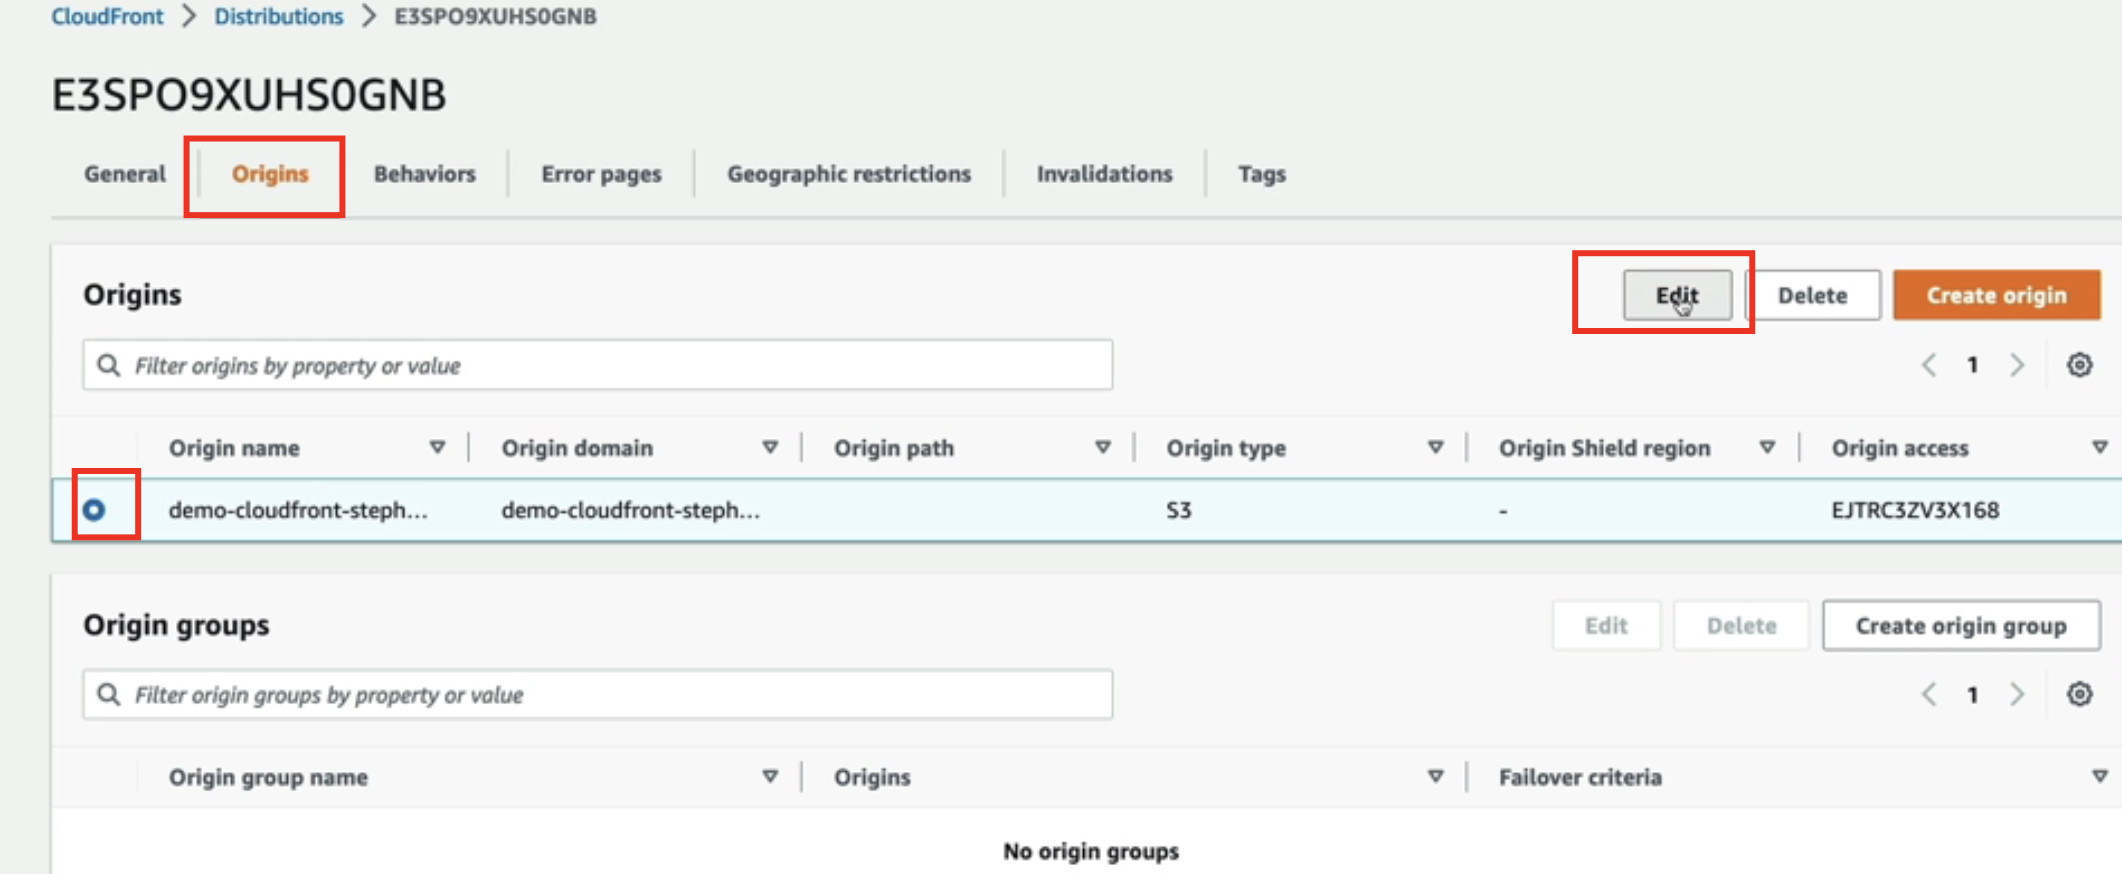 CloudFront > Distributions > E3SPO9XUHS0GNB
E3SPO9XUHS0GNB
General Origins Behaviors Error pages Geographic restrictions Invalidations Tags
Origins Edit Delete Create origin
Filter origins by property or value 1
Origin name Origin domain Origin path Origin type Origin Shield region Origin access
demo-cloudfront-steph... demo-cloudfront-steph... S3 - EJTRC3ZV3X168
Origin groups Edit Delete Create origin group
Filter origin groups by property or value 1
Origin group name Origins Failover criteria
No origin groups